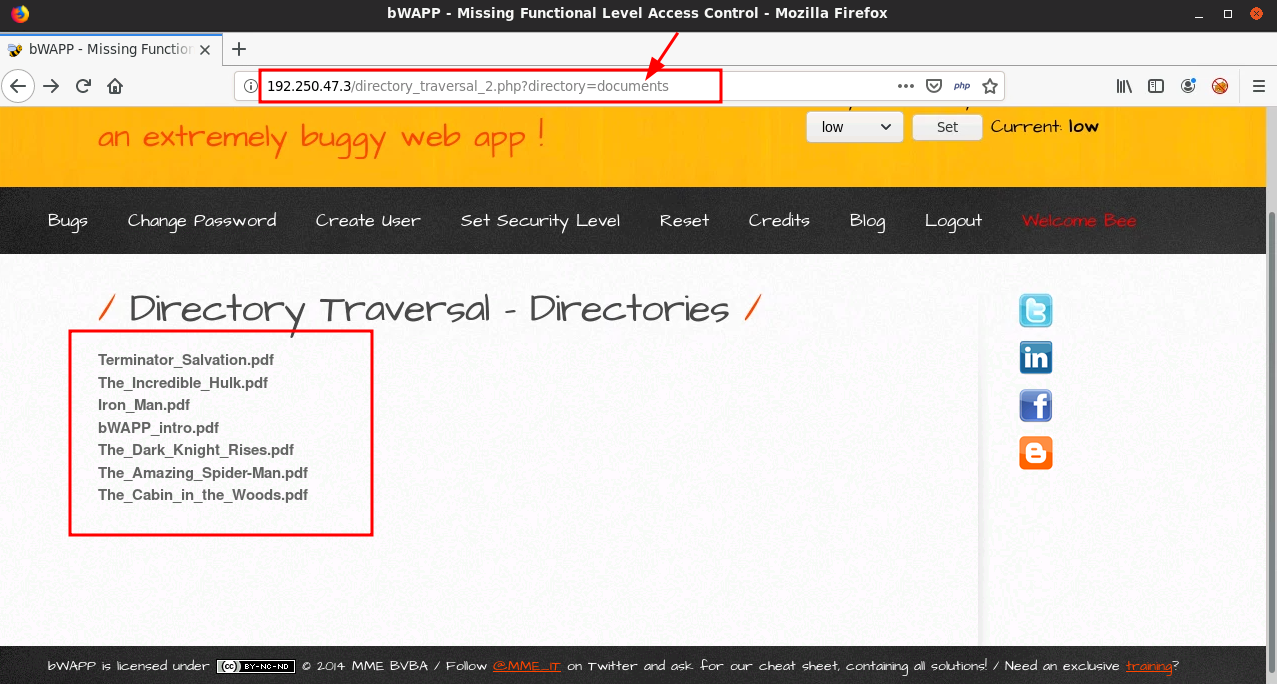 bWAPP - Missing Functional Level Access Control - Mozilla Firefox
bWAPP - Missing Function
192.250.47.3/directory_traversal_2.php?directory=documents
php
an extremely buggy web app !
low
Set
Current: low
Bugs Change Password Create User Set Security Level Reset Credits Blog Logout Welcome Bee
/ Directory Traversal - Directories /
Terminator_Salvation.pdf
The_Incredible_Hulk.pdf
Iron_Man.pdf
bWAPP_intro.pdf
The_Dark_Knight_Rises.pdf
The_Amazing_Spider-Man.pdf
The_Cabin_in_the_Woods.pdf
bWAPP is licensed under (cc) BY-NC-ND © 2014 MME BVBA / Follow @MME_IT on Twitter and ask for our cheat sheet, containing all solutions! / Need an exclusive training?